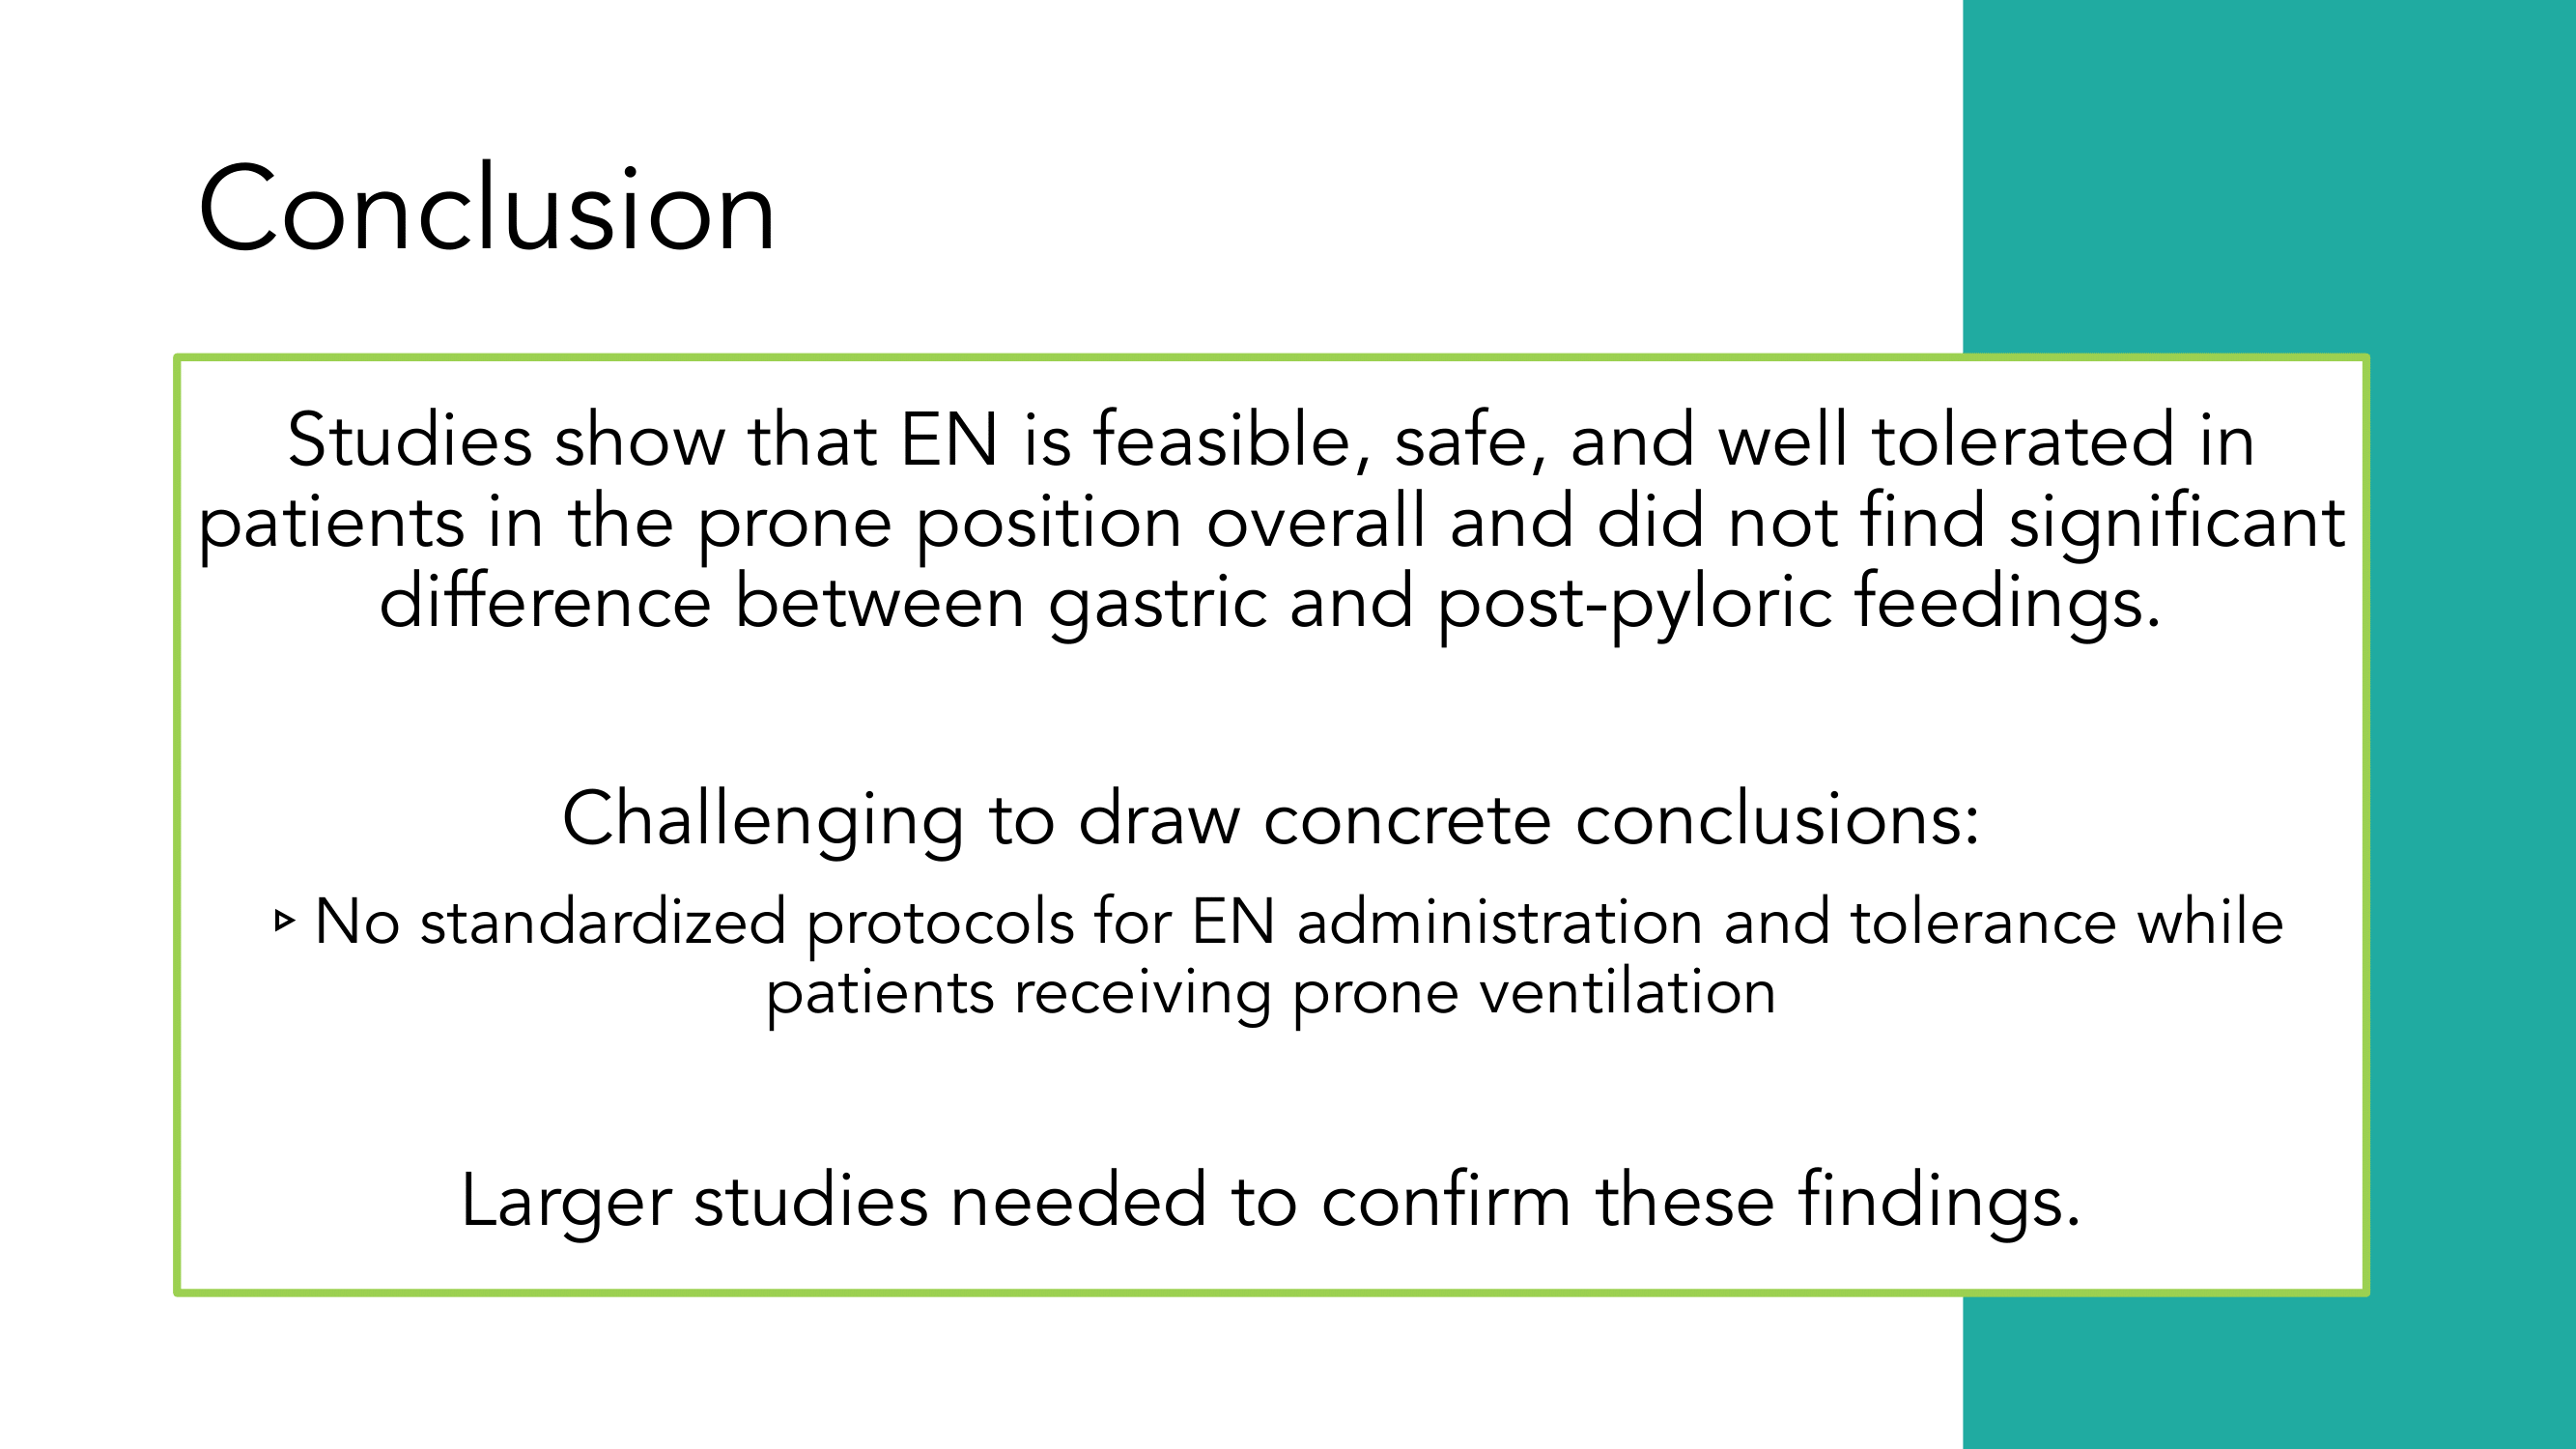 Conclusion
Studies show that EN is feasible, safe, and well tolerated in
patients in the prone position overall and did not find significant
difference between gastric and post-pyloric feedings.
Challenging to draw concrete conclusions:
▹ No standardized protocols for EN administration and tolerance while
patients receiving prone ventilation
Larger studies needed to confirm these findings.